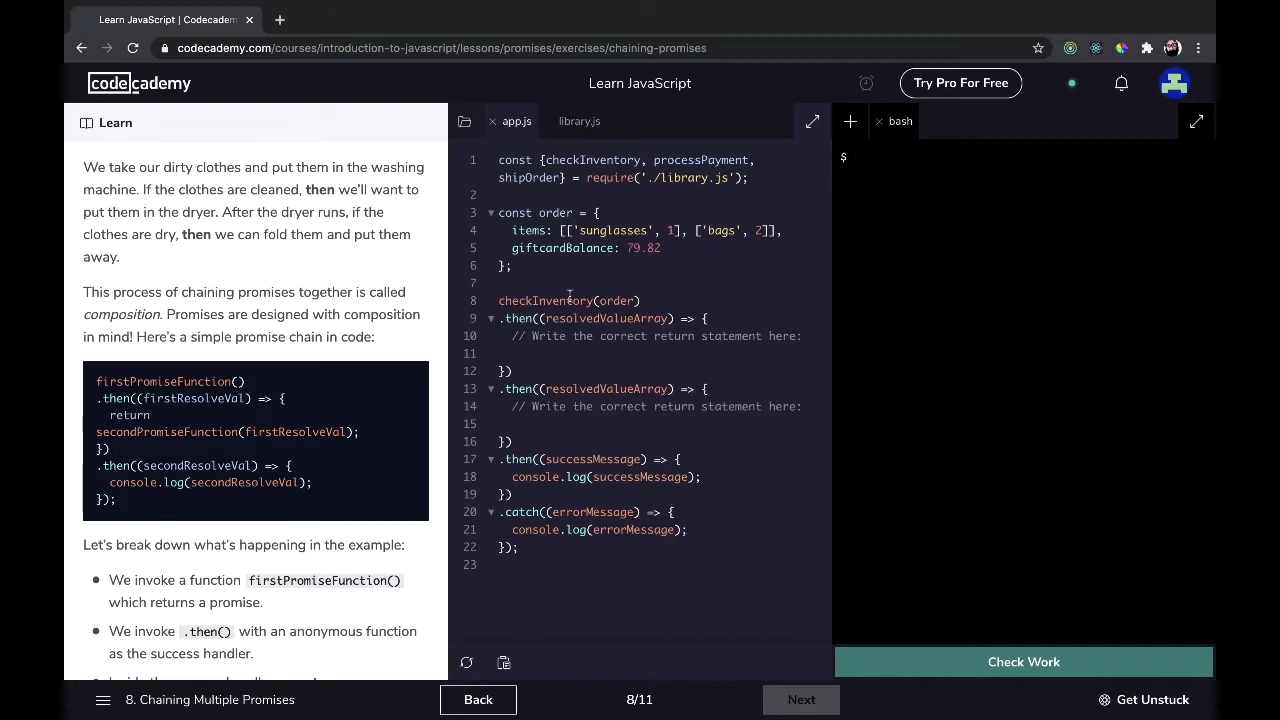 Learn JavaScript | Codecadem
codecademy.com/courses/introduction-to-javascript/lessons/promises/exercises/chaining-promises
codecademy
Learn JavaScript
Try Pro For Free
Learn
We take our dirty clothes and put them in the washing
machine. If the clothes are cleaned, then we'll want to
put them in the dryer. After the dryer runs, if the
clothes are dry, then we can fold them and put them
away.
This process of chaining promises together is called
composition. Promises are designed with composition
in mind! Here's a simple promise chain in code:
firstPromiseFunction()
.then((firstResolveVal) => {
return
secondPromiseFunction(firstResolveVal);
})
.then((secondResolveVal) => {
console.log(secondResolveVal);
});
Let's break down what's happening in the example:
We invoke a function firstPromiseFunction()
which returns a promise.
We invoke .then() with an anonymous function
as the success handler.
app.js
library.js
1 const {checkInventory, processPayment,
shipOrder} = require('./library.js');
2
3 const order = {
4 items: [['sunglasses', 1], ['bags', 2]],
5 giftcardBalance: 79.82
6 };
7
8 checkInventory(order)
9 .then((resolvedValueArray) => {
10 // Write the correct return statement here:
11
12 })
13 .then((resolvedValueArray) => {
14 // Write the correct return statement here:
15
16 })
17 .then((successMessage) => {
18 console.log(successMessage);
19 })
20 .catch((errorMessage) => {
21 console.log(errorMessage);
22 });
23
bash
$
Check Work
8. Chaining Multiple Promises
Back
8/11
Next
Get Unstuck